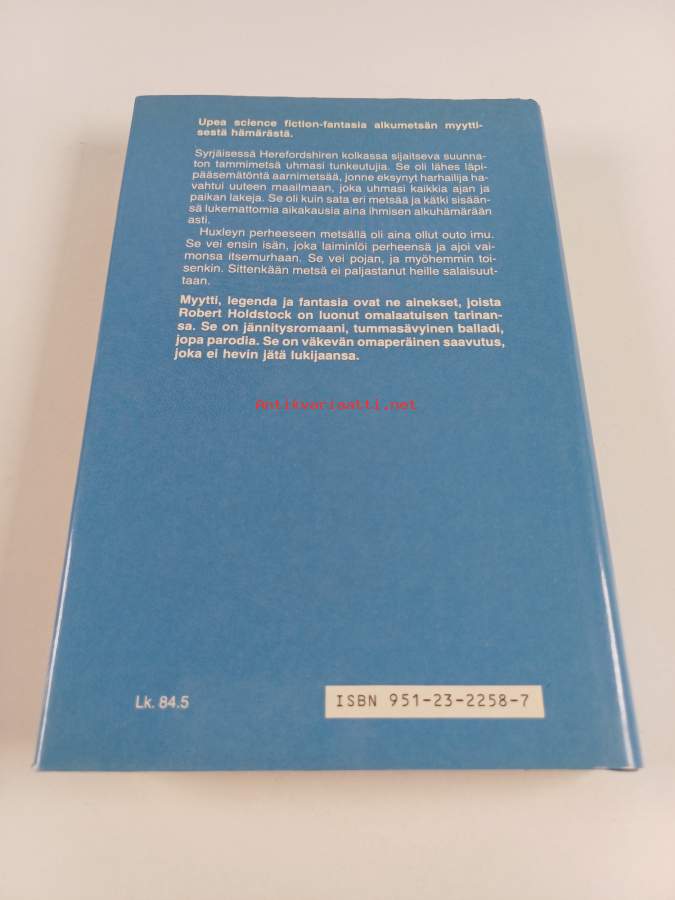 Upea science fiction-fantasia alkumetsän myytti-
sestä hämärästä.
Syrjäisessä Herefordshiren kolkassa sijaitseva suunna-
ton tammimetsä uhmasi tunkeutujia. Se oli lähes läpi-
pääsemätöntä aarnimetsää, jonne eksynyt harhailija ha-
vahtui uuteen maailmaan, joka uhmasi kaikkia ajan ja
paikan lakeja. Se oli kuin sata eri metsää ja kätki sisään-
sä lukemattomia aikakausia aina ihmisen alkuhämärään
asti.
Huxleyn perheeseen metsällä oli aina ollut outo imu.
Se vei ensin isän, joka laiminlöi perheensä ja ajoi vai-
monsa itsemurhaan. Se vei pojan, ja myöhemmin toi-
senkin. Sittenkään metsä ei paljastanut heille salaisuut-
taan.
Myytti, legenda ja fantasia ovat ne ainekset, joista
Robert Holdstock on luonut omalaatuisen tarinan-
sa. Se on jännitysromaani, tummasävyinen balladi,
jopa parodia. Se on väkevän omaperäinen saavutus,
joka ei hevin jätä lukijaansa.
Antikvariaatti.net
Lk. 84.5
ISBN 951-23-2258-7